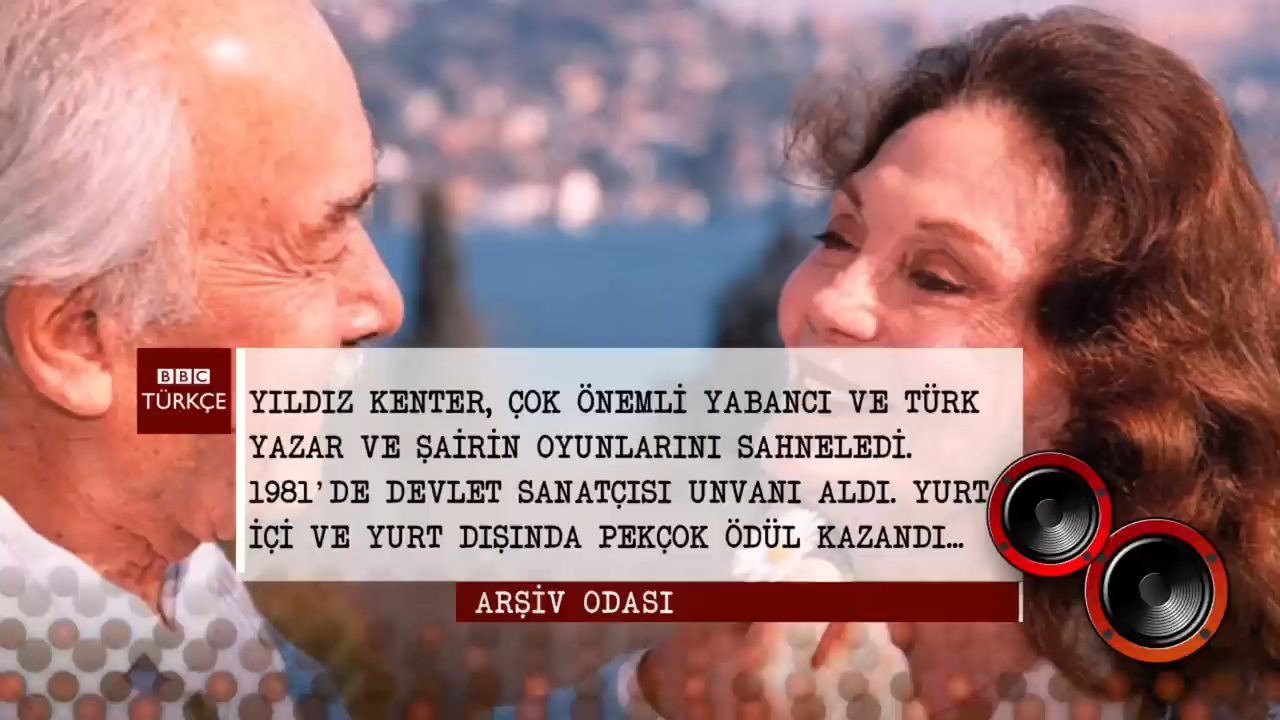 BBC
TÜRKÇE
YILDIZ KENTER, ÇOK ÖNEMLİ YABANCI VE TÜRK
YAZAR VE ŞAİRİN OYUNLARINI SAHNELEDİ.
1981'DE DEVLET SANATÇISI UNVANI ALDI. YURT
İÇİ VE YURT DIŞINDA PEKÇOK ÖDÜL KAZANDI...
ARŞİV ODASI